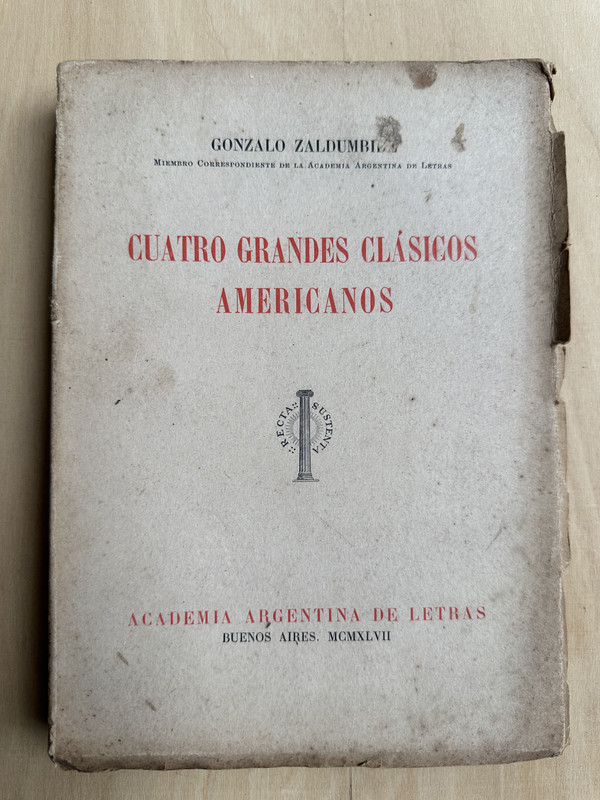 GONZALO ZALDUMBIDE
MIEMBRO CORRESPONDIENTE DE LA ACADEMIA ARGENTINA DE LETRAS
CUATRO GRANDES CLÁSICOS
AMERICANOS
:: RECTA :: SUSTENTA
ACADEMIA ARGENTINA DE LETRAS
BUENOS AIRES. MCMXLVII